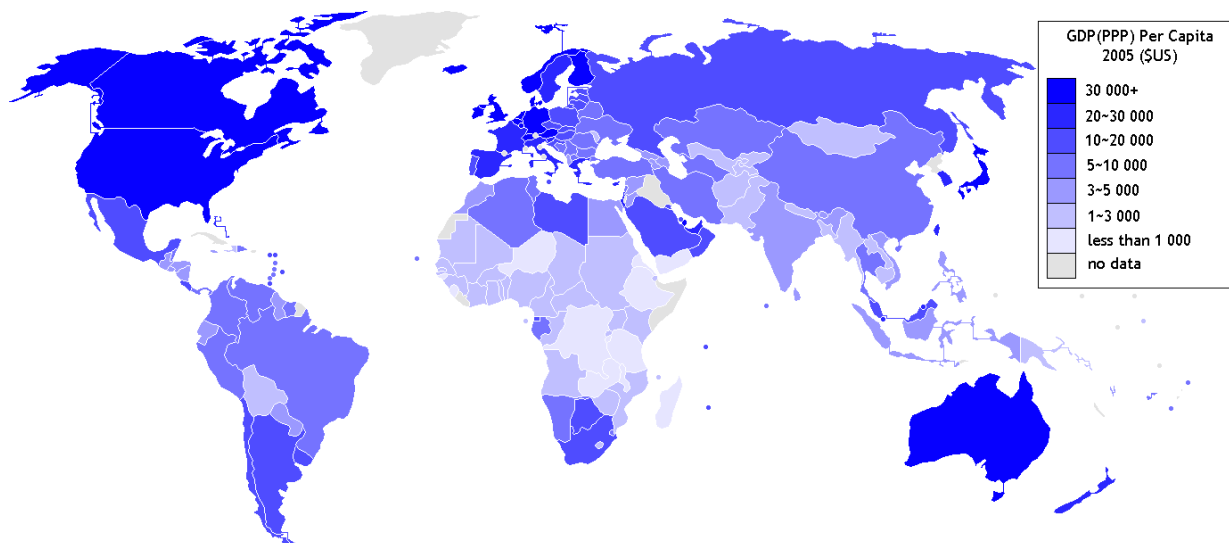 GDP(PPP) Per Capita
2005 ($US)
30 000+
20~30 000
10~20 000
5~10 000
3~5 000
1~3 000
less than 1 000
no data